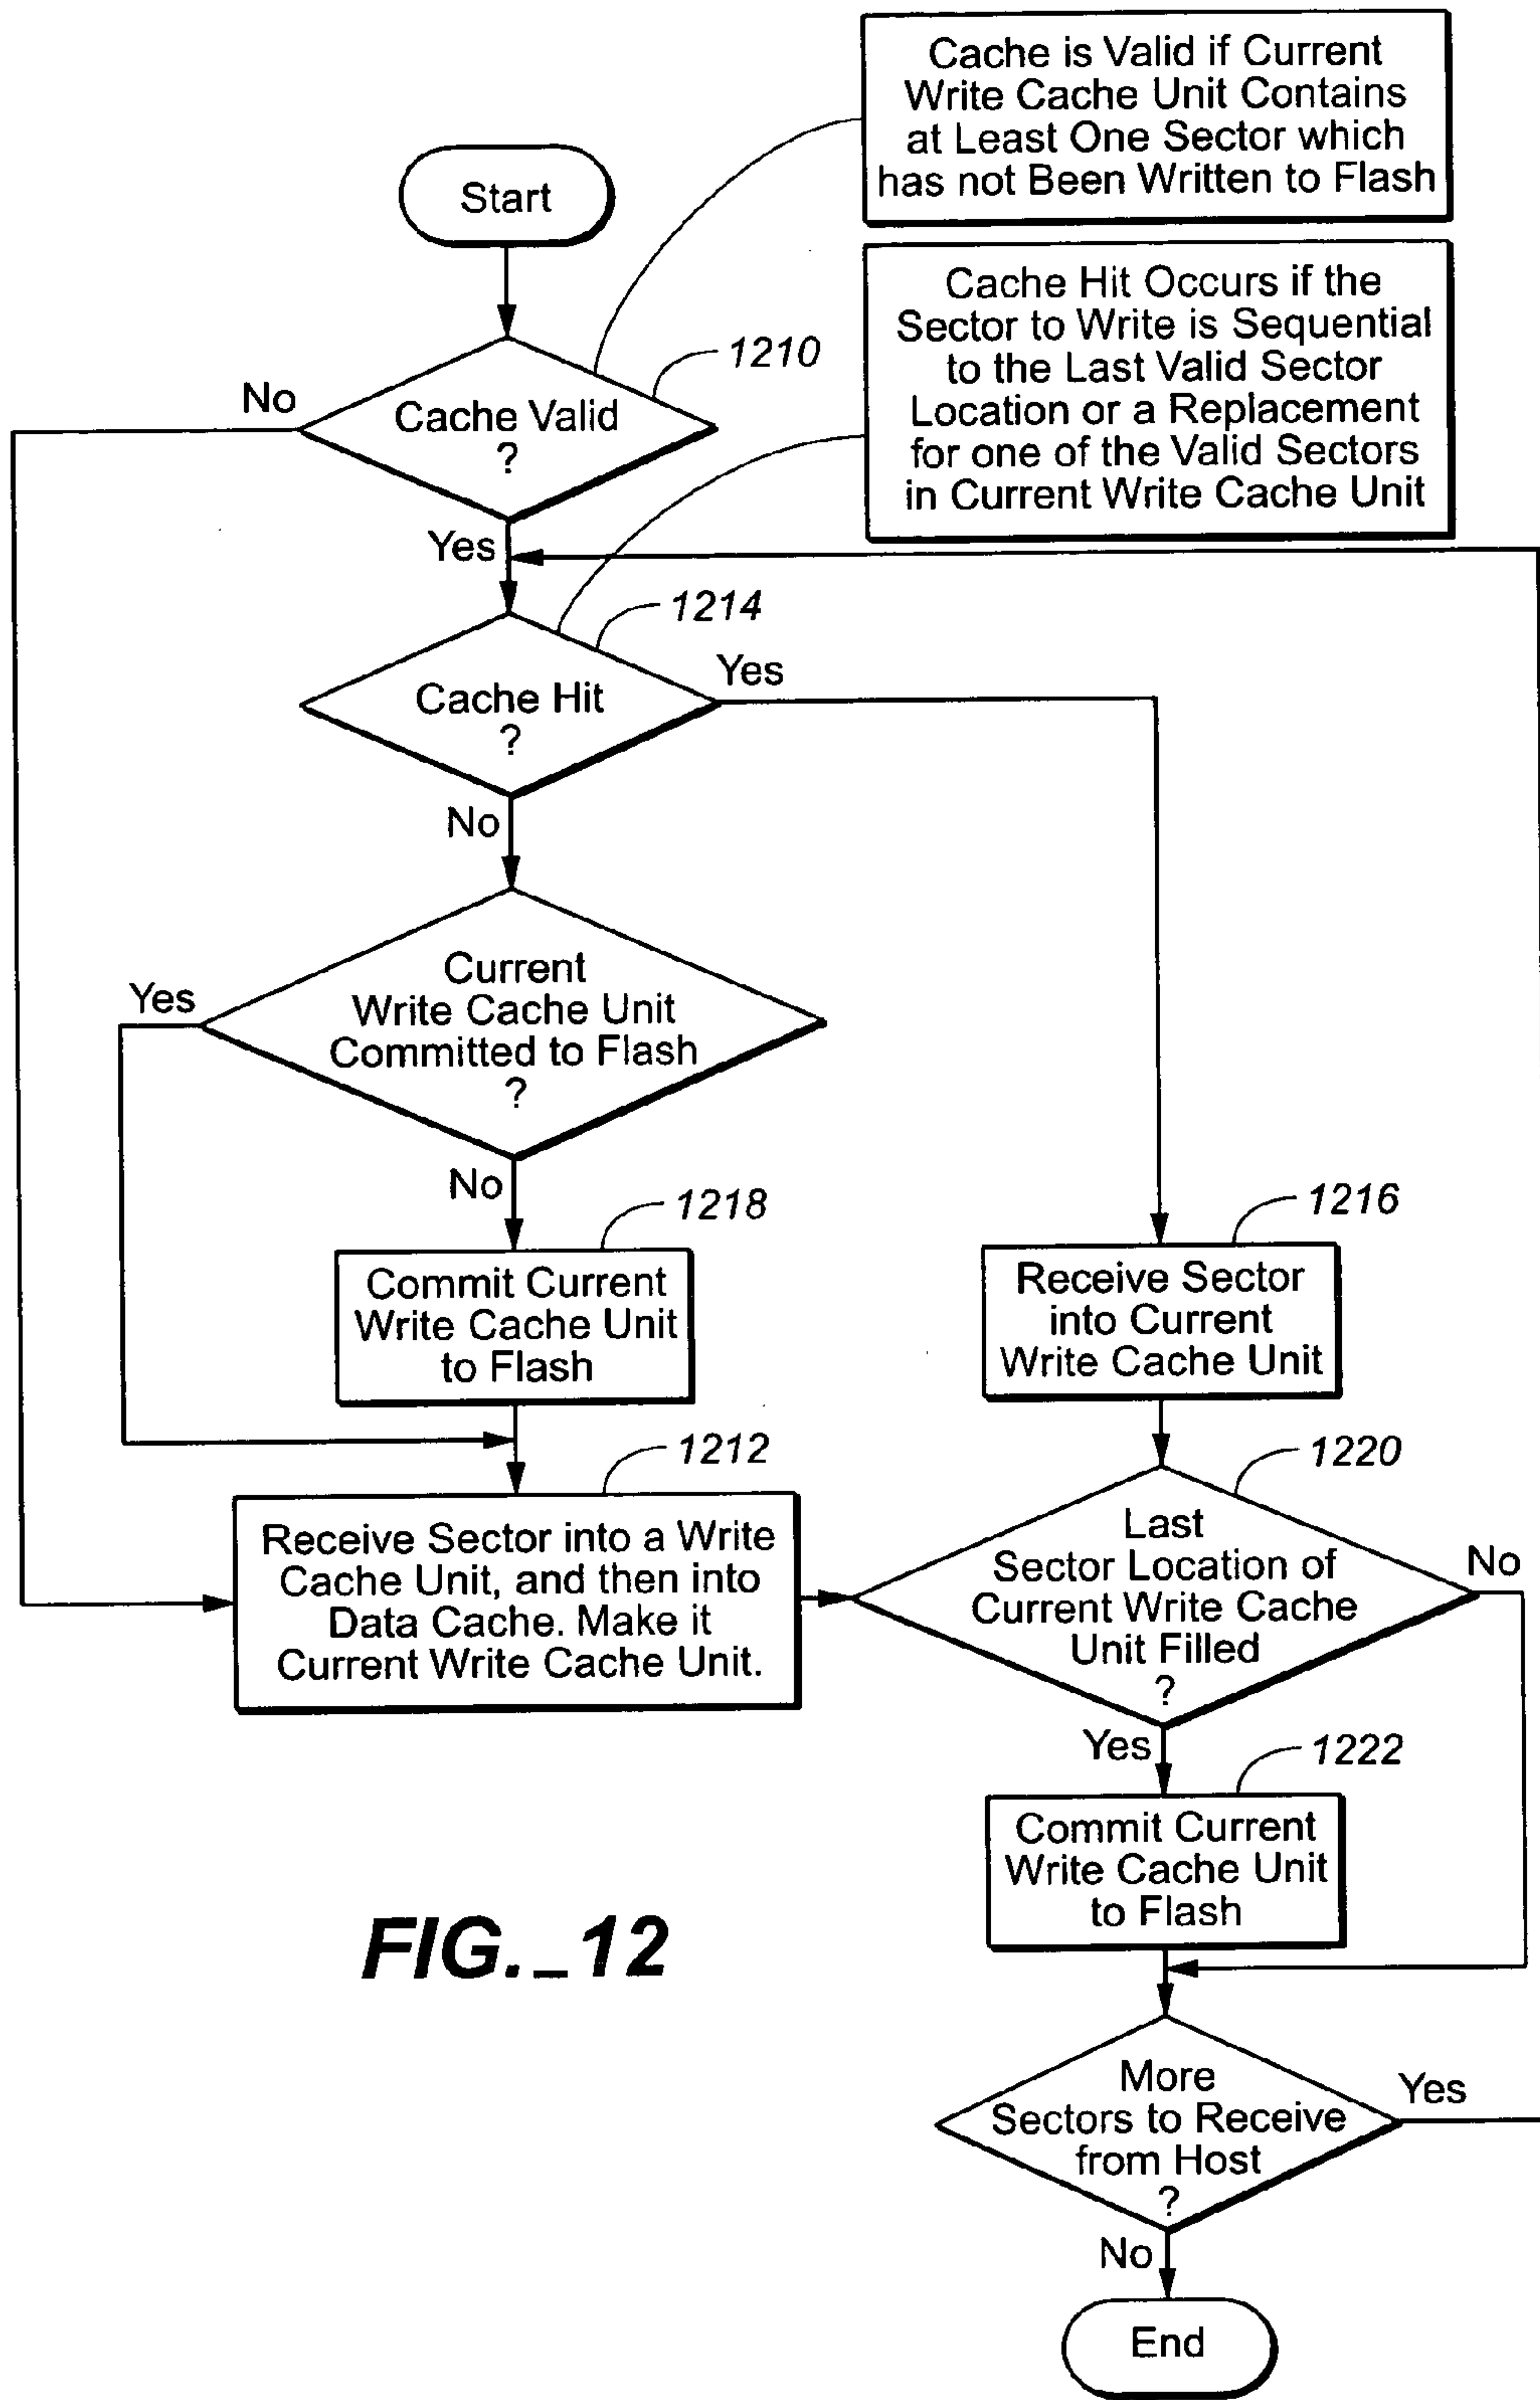 Cache is Valid if Current
Write Cache Unit Contains
at Least One Sector which
has not Been Written to Flash
Start
Cache Hit Occurs if the
Sector to Write is Sequential
to the Last Valid Sector
Location or a Replacement
for one of the Valid Sectors
in Current Write Cache Unit
1210
No
Cache Valid
?
Yes
1214
Yes
Cache Hit
?
No
Current
Write Cache Unit
Committed to Flash
?
Yes
No
1218
Commit Current
Write Cache Unit
to Flash
1216
Receive Sector
into Current
Write Cache Unit
1212
Receive Sector into a Write
Cache Unit, and then into
Data Cache. Make it
Current Write Cache Unit.
1220
Last
Sector Location of
Current Write Cache
Unit Filled
?
No
Yes
1222
Commit Current
Write Cache Unit
to Flash
FIG._12
More
Sectors to Receive
from Host
?
Yes
No
End